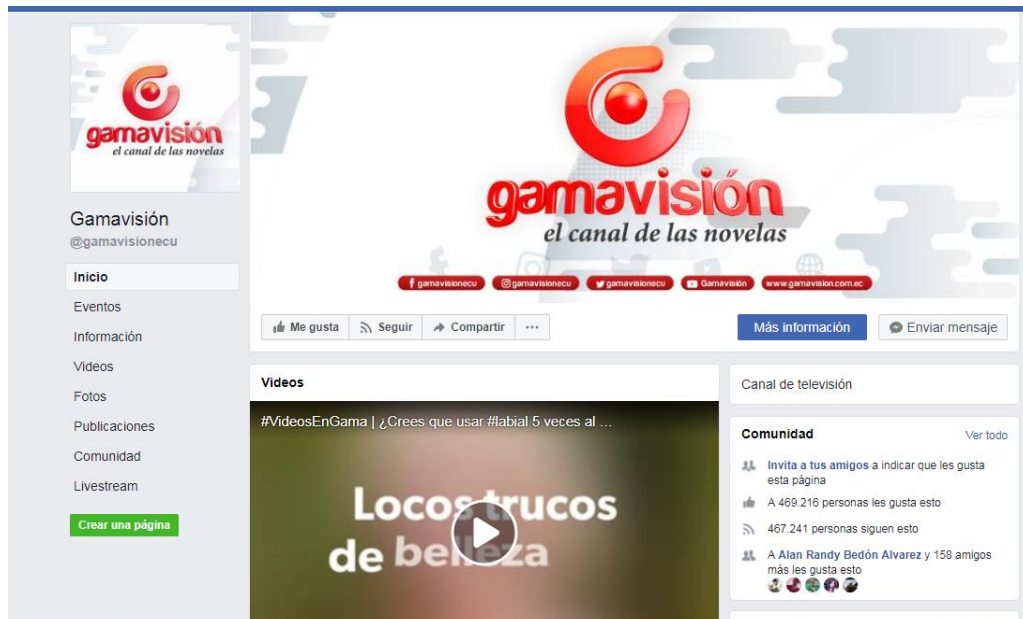 gamavisión
el canal de las novelas
Gamavisión
@gamavisionecu
Inicio
Eventos
Información
Videos
Fotos
Publicaciones
Comunidad
Livestream
Crear una página
gamavisión
el canal de las novelas
gamavisionecu
@gamavisionecu
gamavisionecu
Gamavisión
www.gamavision.com.ec
Me gusta
Seguir
Compartir
Más información
Enviar mensaje
Videos
#VideosEnGama | ¿Crees que usar #labial 5 veces al ...
Locos trucos
de belleza
Canal de televisión
Comunidad
Ver todo
Invita a tus amigos a indicar que les gusta
esta página
A 469.216 personas les gusta esto
467.241 personas siguen esto
A Alan Randy Bedón Alvarez y 158 amigos
más les gusta esto